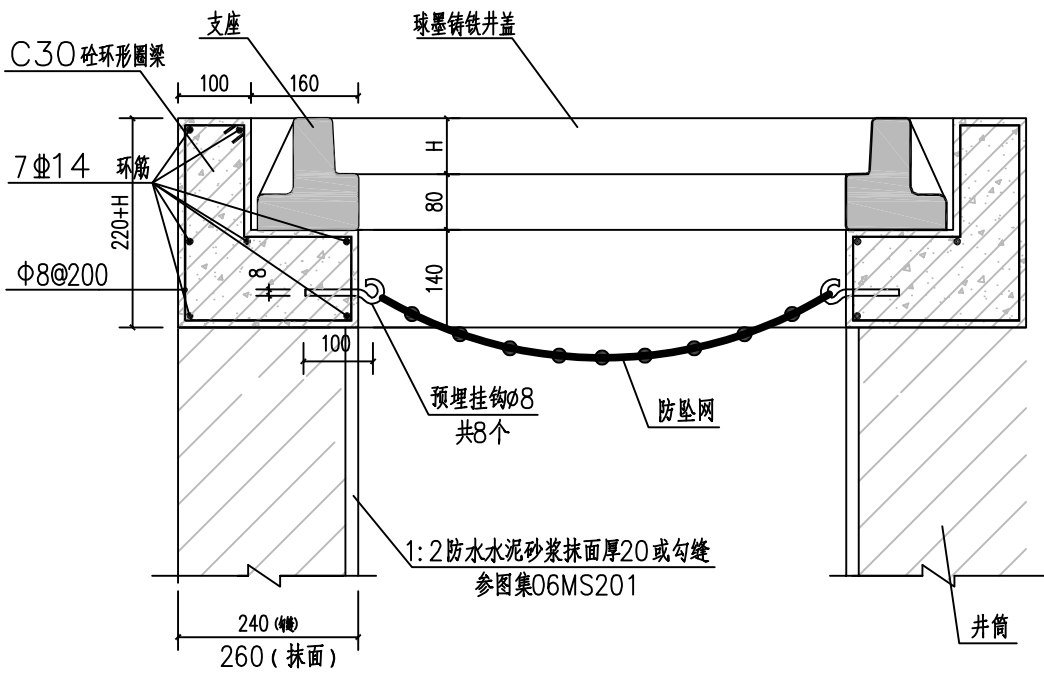 支座
球墨铸铁井盖
C30砼环形圈梁
100
160
H
7Φ14 环筋
80
220+H
Φ8@200
8
140
100
预埋挂钩Ø8
共8个
防坠网
1:2防水水泥砂浆抹面厚20或勾缝
参图集06MS201
240
260(抹面)
井筒